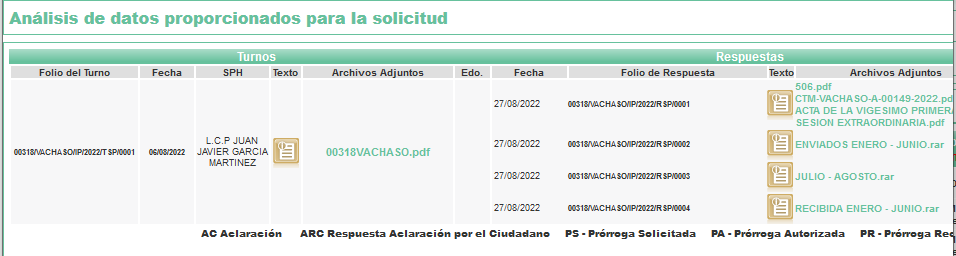 Análisis de datos proporcionados para la solicitud
Turnos Respuestas
Folio del Turno Fecha SPH Texto Archivos Adjuntos Edo. Fecha Folio de Respuesta Texto Archivos Adjuntos
00318/VACHASO/IP/2022/TSP/0001 06/08/2022 L.C.P JUAN
JAVIER GARCIA
MARTINEZ
00318VACHASO.pdf
27/08/2022 00318/VACHASO/IP/2022/RSP/0001 506.pdf
CTM-VACHASO-A-00149-2022.pd
ACTA DE LA VIGESIMO PRIMERA
SESION EXTRAORDINARIA.pdf
27/08/2022 00318/VACHASO/IP/2022/RSP/0002 ENVIADOS ENERO - JUNIO.rar
27/08/2022 00318/VACHASO/IP/2022/RSP/0003 JULIO - AGOSTO.rar
27/08/2022 00318/VACHASO/IP/2022/RSP/0004 RECIBIDA ENERO - JUNIO.rar
AC Aclaración ARC Respuesta Aclaración por el Ciudadano PS - Prórroga Solicitada PA - Prórroga Autorizada PR - Prórroga Rec